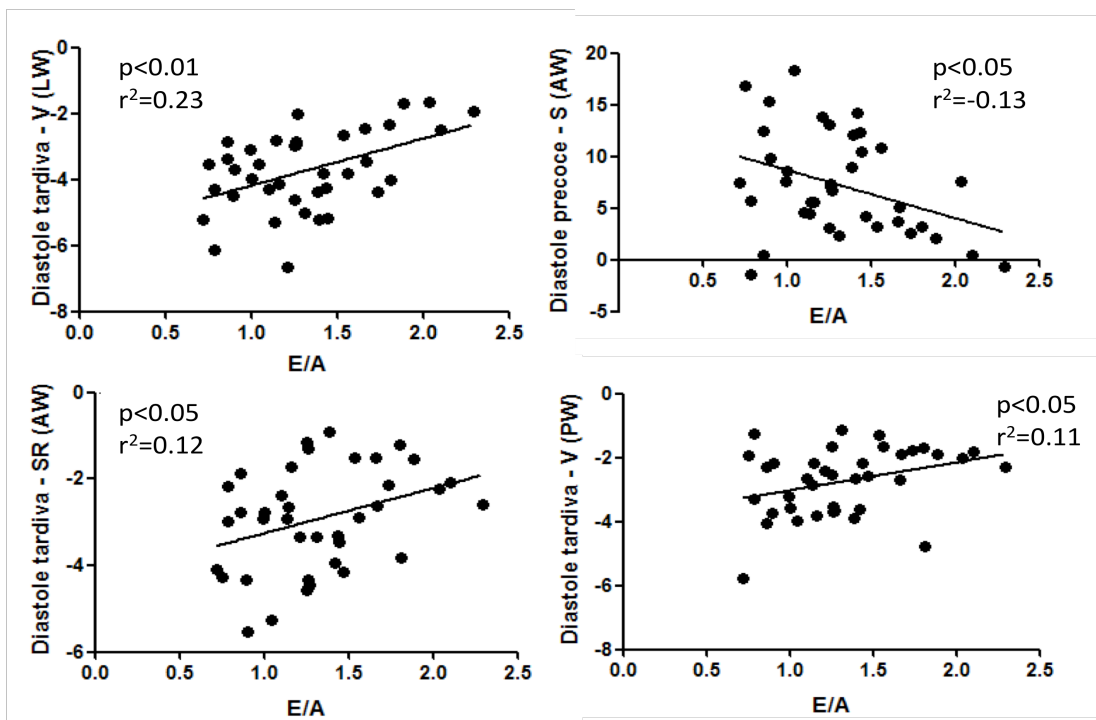 Diastole tardiva - V (LW)
p<0.01
r²=0.23
0
-2
-4
-6
-8
0.0 0.5 1.0 1.5 2.0 2.5
E/A
Diastole precoce - S (AW)
p<0.05
r²=-0.13
20
15
10
5
0
-5
0.5 1.0 1.5 2.0 2.5
E/A
Diastole tardiva - SR (AW)
p<0.05
r²=0.12
0
-2
-4
-6
0.0 0.5 1.0 1.5 2.0 2.5
E/A
Diastole tardiva - V (PW)
p<0.05
r²=0.11
0
-2
-4
-6
-8
0.0 0.5 1.0 1.5 2.0 2.5
E/A